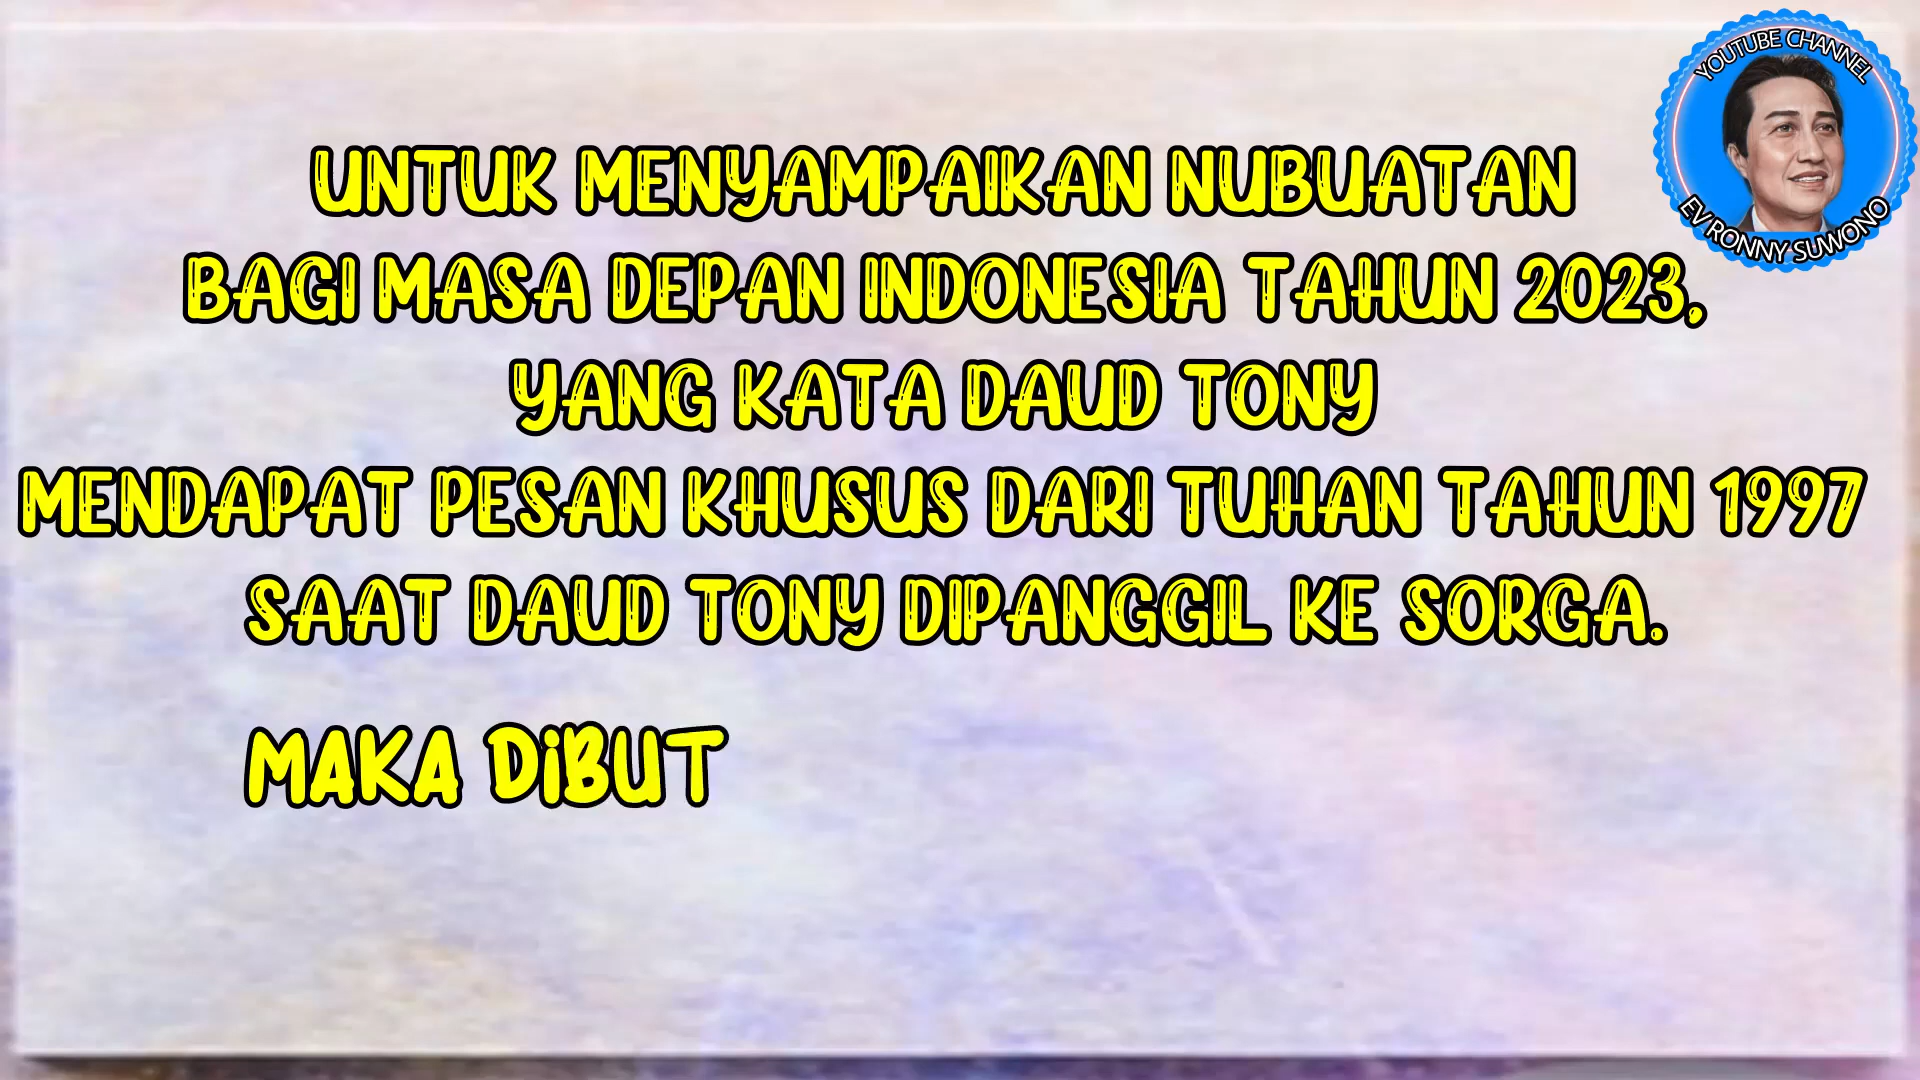 YOUTUBE CHANNEL
EV RONNY SUWONO
UNTUK MENYAMPAIKAN NUBUATAN
BAGI MASA DEPAN INDONESIA TAHUN 2023,
YANG KATA DAUD TONY
MENDAPAT PESAN KHUSUS DARI TUHAN TAHUN 1997
SAAT DAUD TONY DIPANGGIL KE SORGA.
MAKA DiBUT